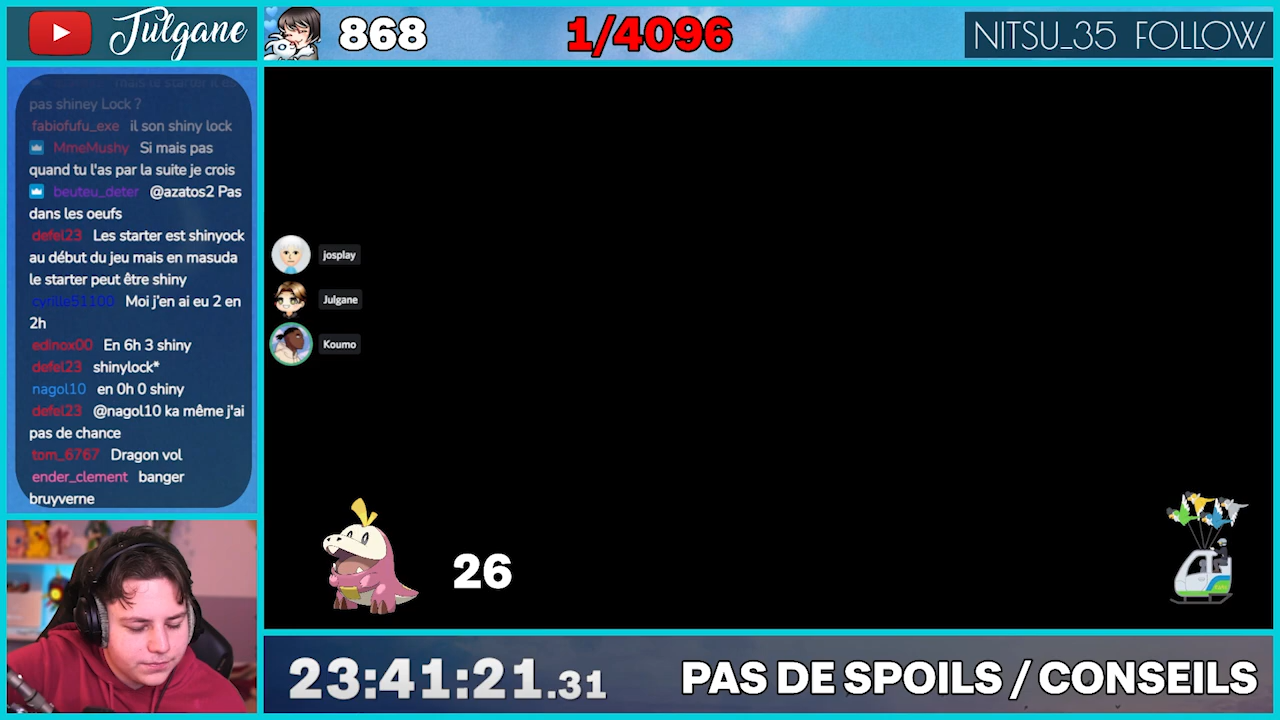 Julgane
868
1/4096
NITSU_35 FOLLOW
pas shiney Lock ?
fabiofufu_exe il son shiny lock
MmeMushy Si mais pas
quand tu l'as par la suite je crois
beuteu_deter @azatos2 Pas
dans les oeufs
defel23 Les starter est shinyock
au début du jeu mais en masuda
le starter peut être shiny
cyrille51100 Moi j'en ai eu 2 en
2h
edinox00 En 6h 3 shiny
defel23 shinylock*
nagol10 en 0h 0 shiny
defel23 @nagol10 ka même j'ai
pas de chance
tom_6767 Dragon vol
ender_clement banger
bruyverne
josplay
Julgane
Koumo
26
23:41:21.31
PAS DE SPOILS / CONSEILS